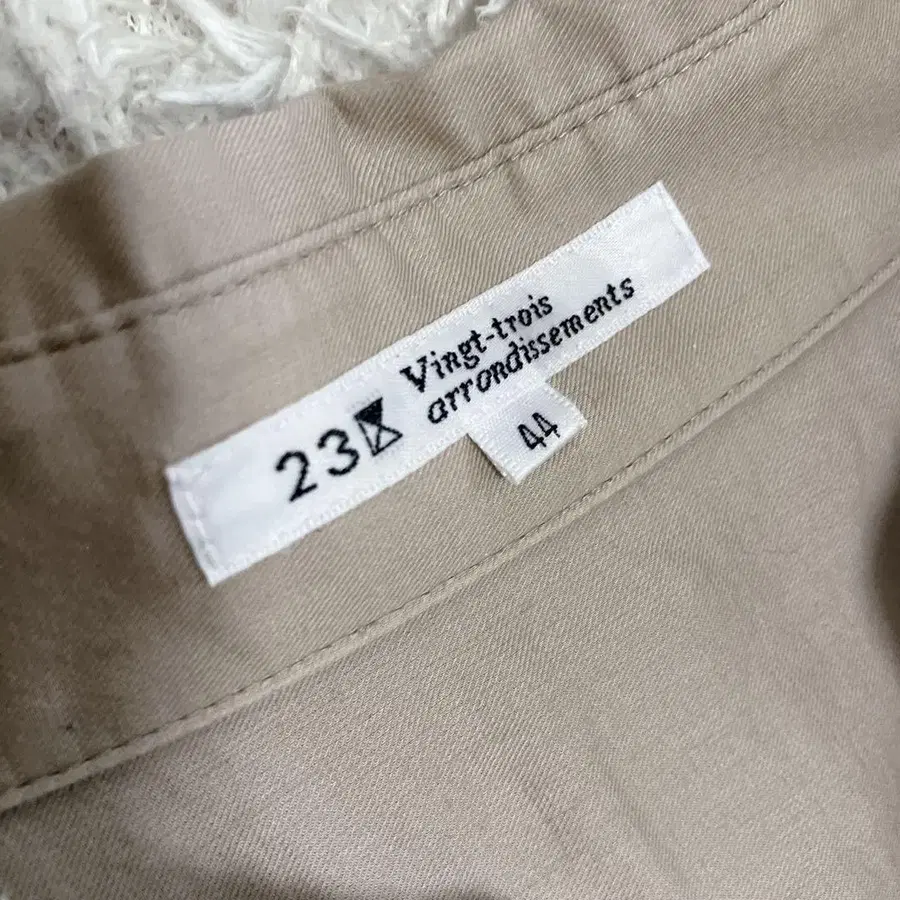 23区
Vingt-trois
arrondissements
44